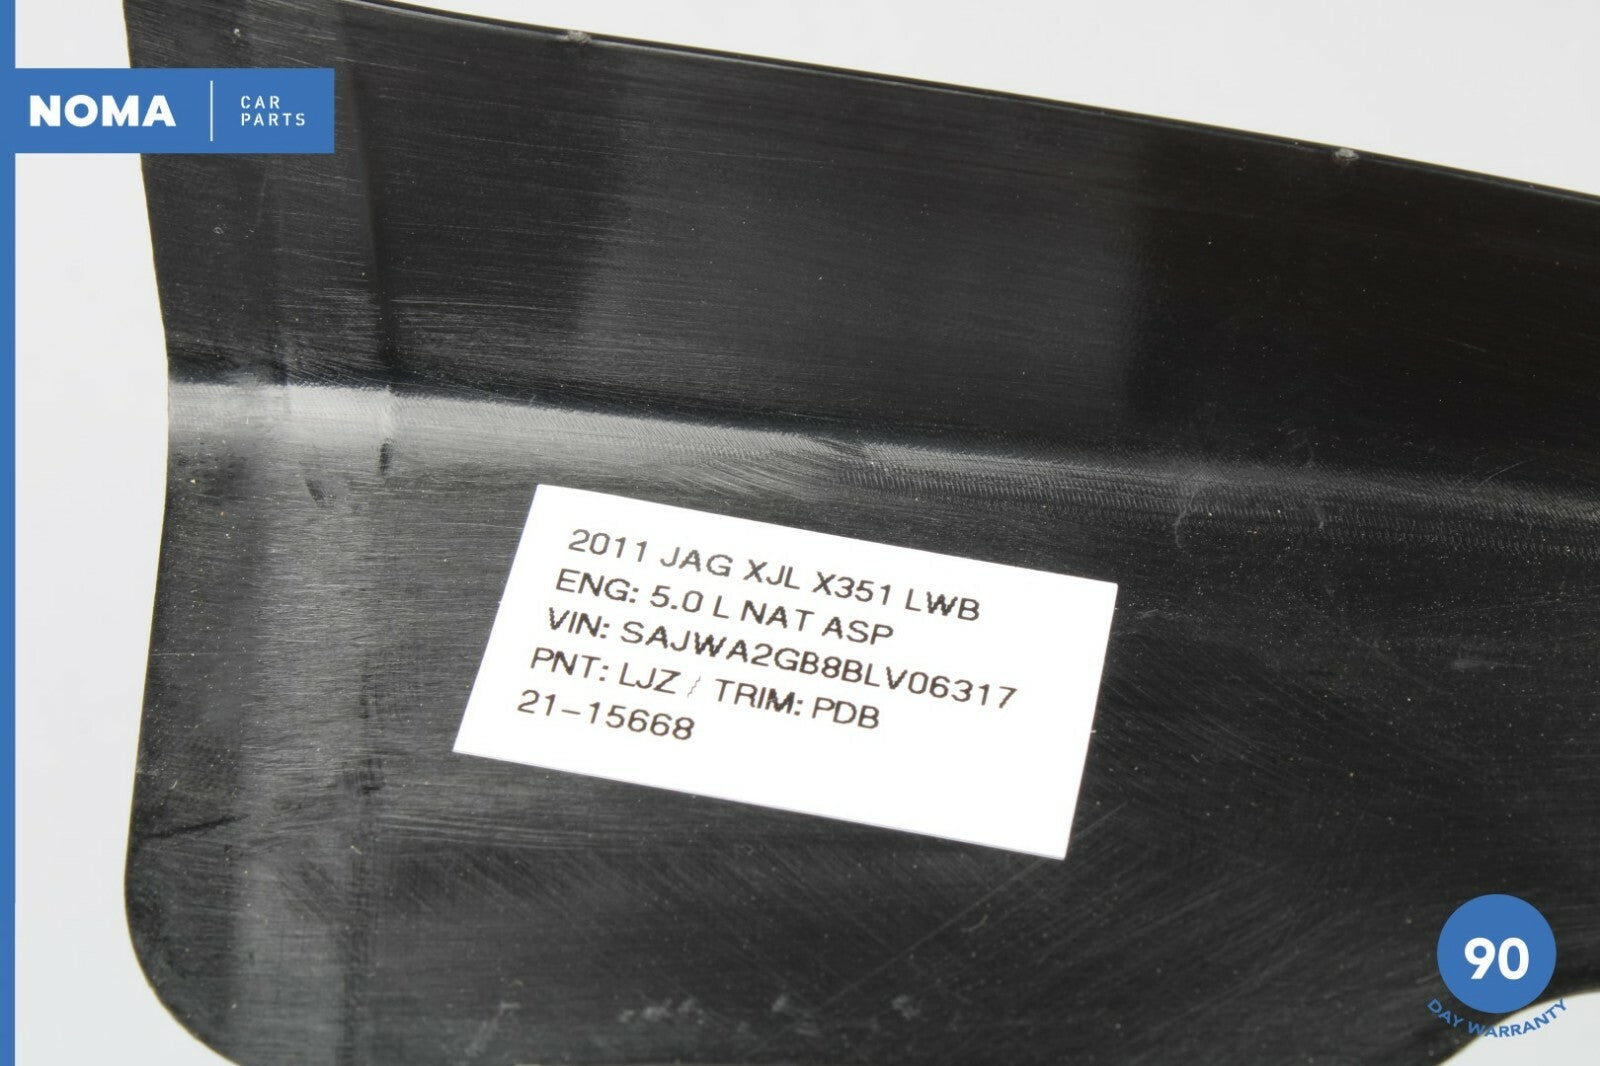 NOMA
CAR
PARTS
2011 JAG XJL X351 LWB
ENG: 5.0 L NAT ASP
VIN: SAJWA2GB8BLV06317
PNT: LJZ / TRIM: PDB
21-15668
90
DAY WARRANTY